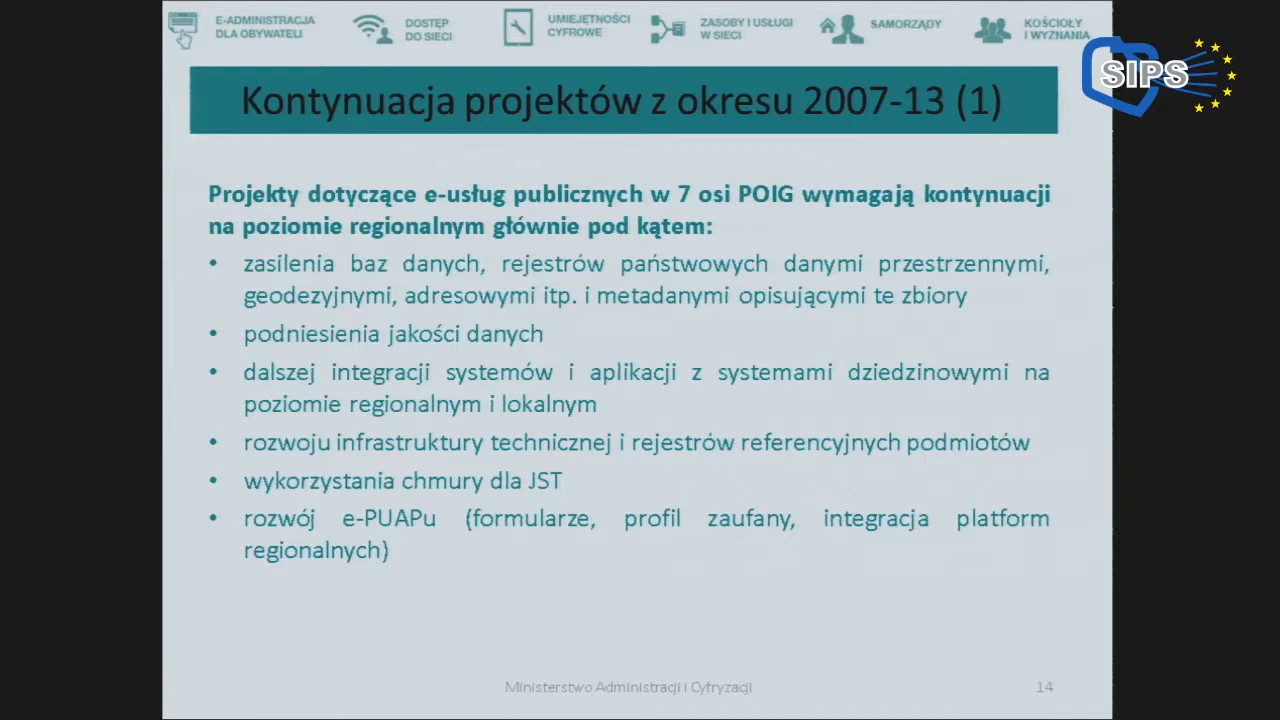 E-ADMINISTRACJA
DLA OBYWATELI
DOSTĘP
DO SIECI
UMIEJĘTNOŚCI
CYFROWE
ZASOBY I USŁUGI
W SIECI
SAMORZĄDY
KOŚCIOŁY
I WYZNANIA
SIPS
Kontynuacja projektów z okresu 2007-13 (1)
Projekty dotyczące e-usług publicznych w 7 osi POIG wymagają kontynuacji
na poziomie regionalnym głównie pod kątem:
• zasilenia baz danych, rejestrów państwowych danymi przestrzennymi,
geodezyjnymi, adresowymi itp. i metadanymi opisującymi te zbiory
• podniesienia jakości danych
• dalszej integracji systemów i aplikacji z systemami dziedzinowymi na
poziomie regionalnym i lokalnym
• rozwoju infrastruktury technicznej i rejestrów referencyjnych podmiotów
• wykorzystania chmury dla JST
• rozwój e-PUAPu (formularze, profil zaufany, integracja platform
regionalnych)
Ministerstwo Administracji i Cyfryzacji
14